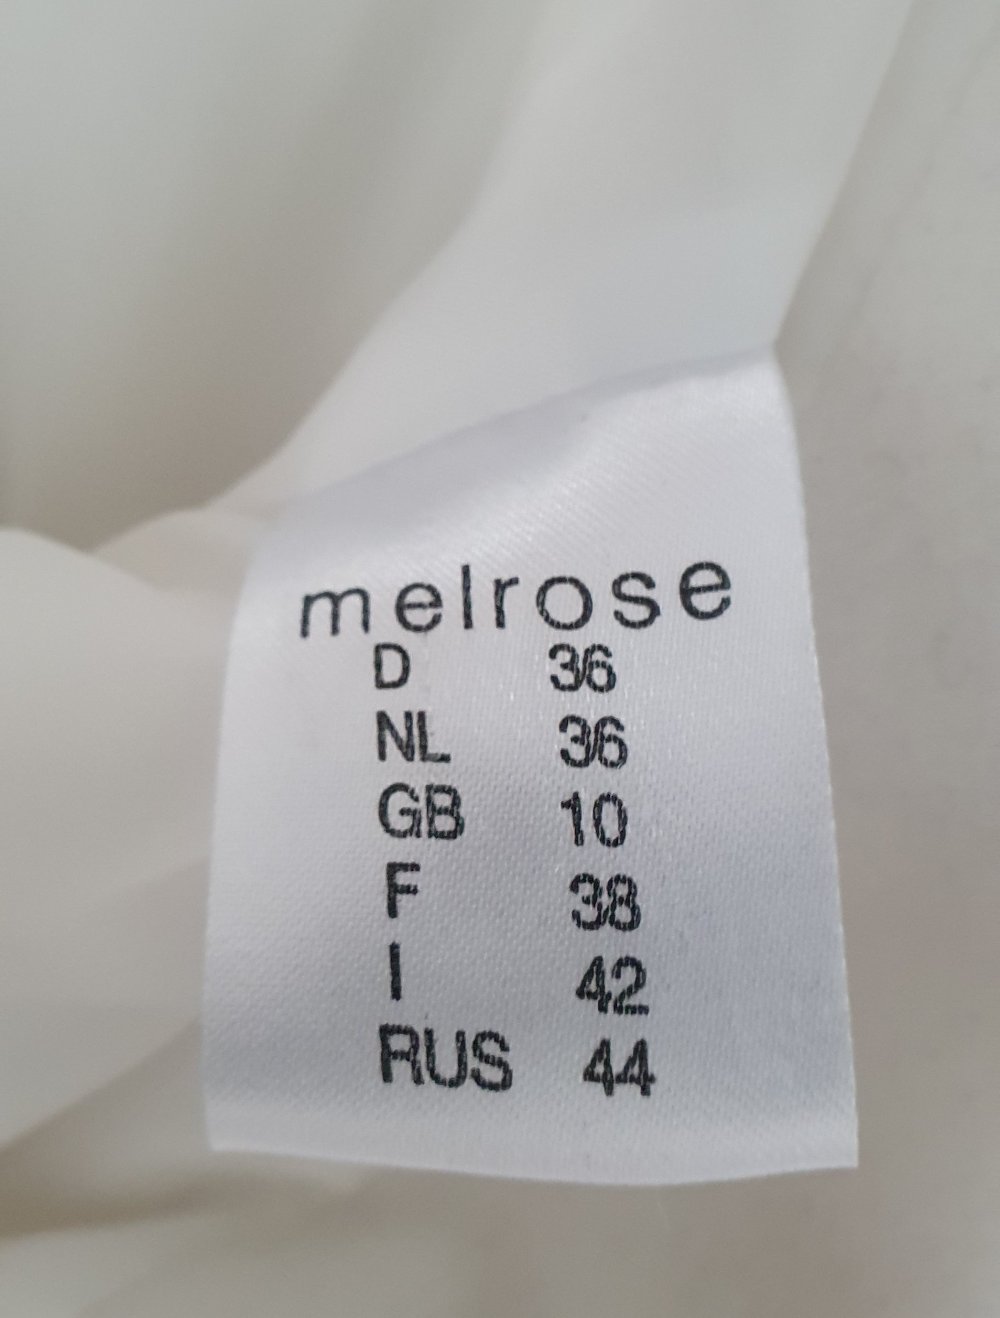 melrose
D 36
NL 36
GB 10
F 38
I 42
RUS 44